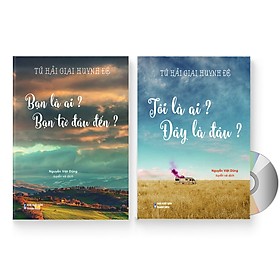 TỨ HẢI GIAI HUYNH ĐỆ
Bạn là ai ?
Bạn từ đâu đến ?
Nguyễn Việt Dũng
TỨ HẢI GIAI HUYNH ĐỆ
Tôi là ai ?
Đây là đâu ?
Nguyễn Việt Dũng